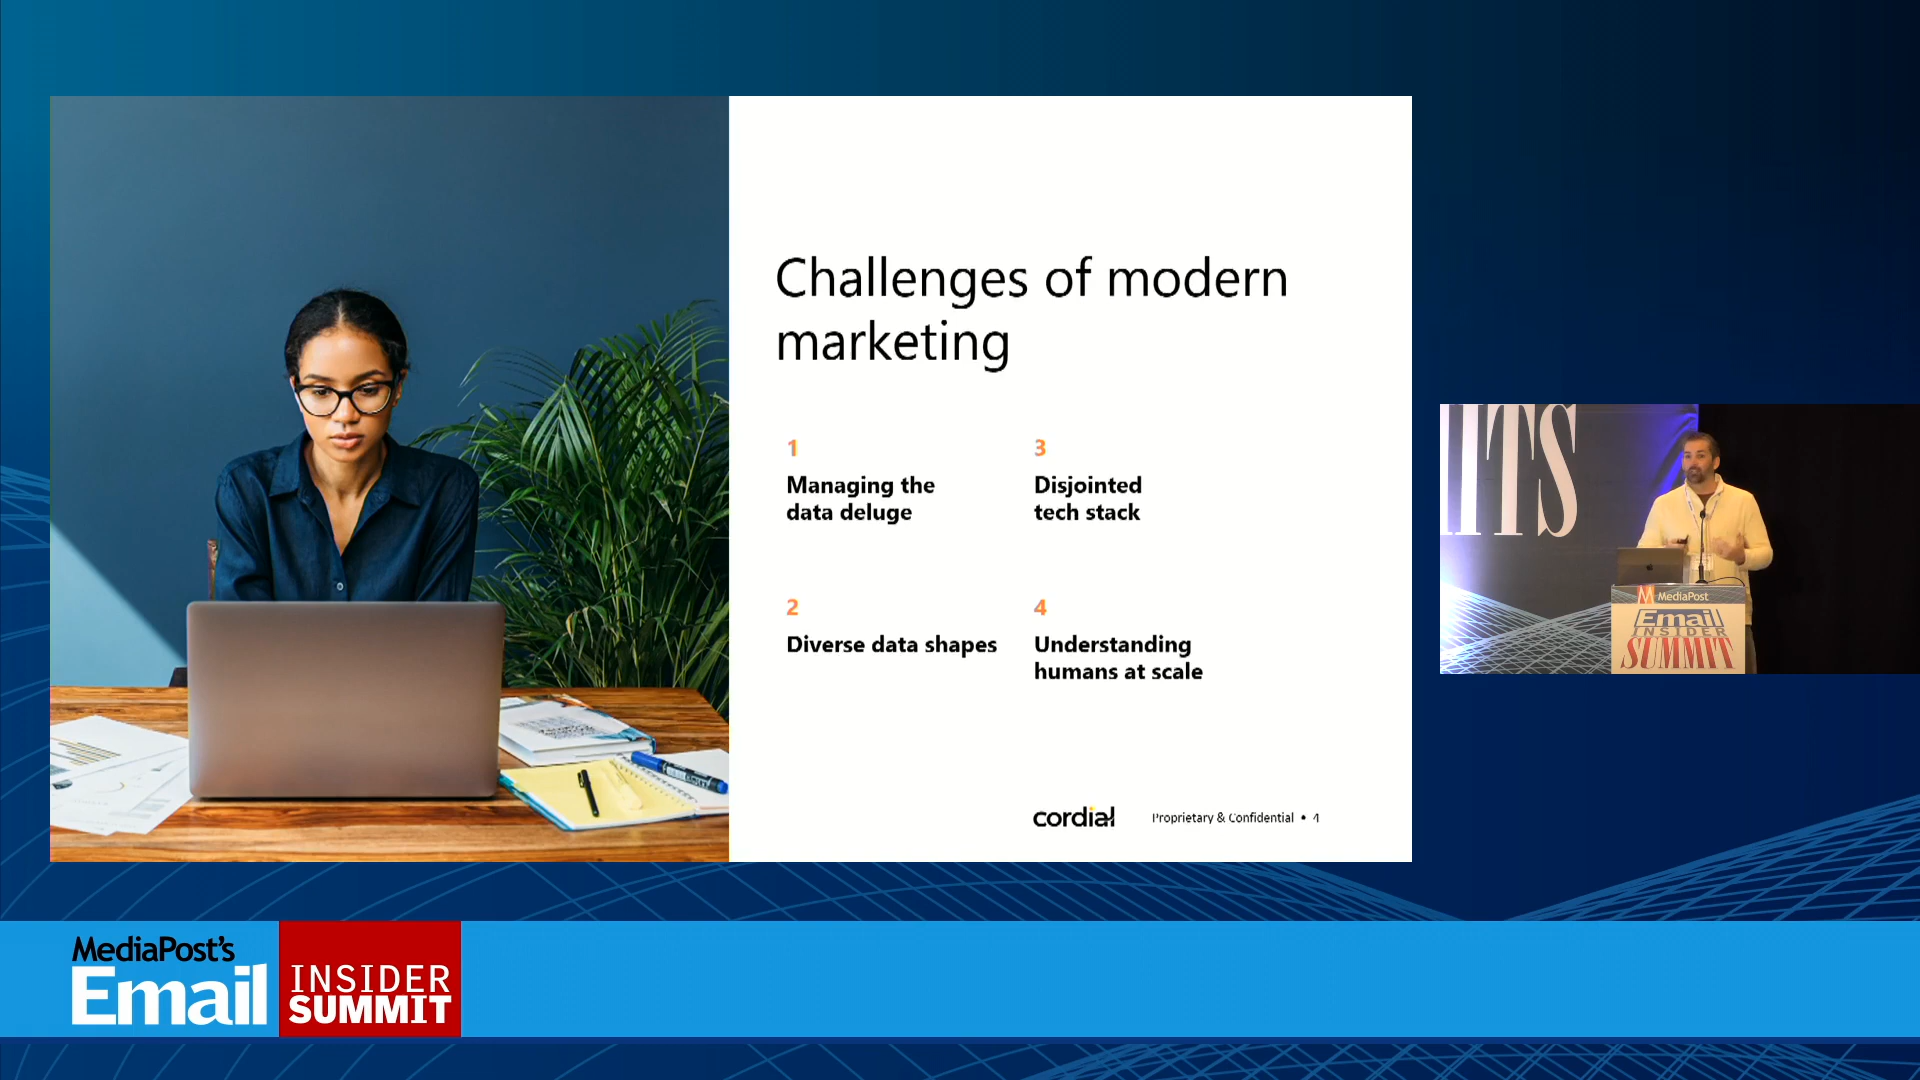 Challenges of modern
marketing
1
Managing the
data deluge
2
Diverse data shapes
3
Disjointed
tech stack
4
Understanding
humans at scale
cordial
Proprietary & Confidential • 4
ITS
MediaPost
Email
INSIDER
SUMMIT
MediaPost's
Email
INSIDER
SUMMIT